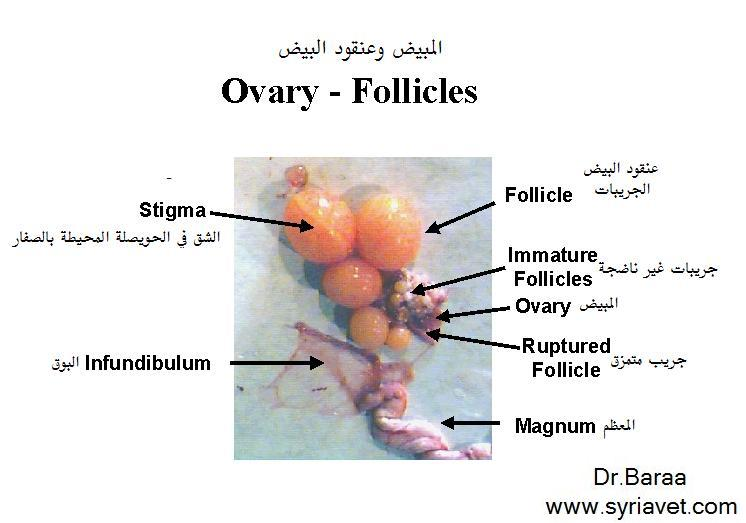 المبيض وعنقود البيض
Ovary - Follicles
عنقود البيض
الجريبات
Follicle
Stigma
الشق في الحويصلة المحيطة بالصفار
Immature
Follicles جريبات غير ناضجة
Ovary المبيض
Ruptured
Follicle جريب متمزق
البوق Infundibulum
Magnum المعظم
Dr.Baraa
www.syriavet.com